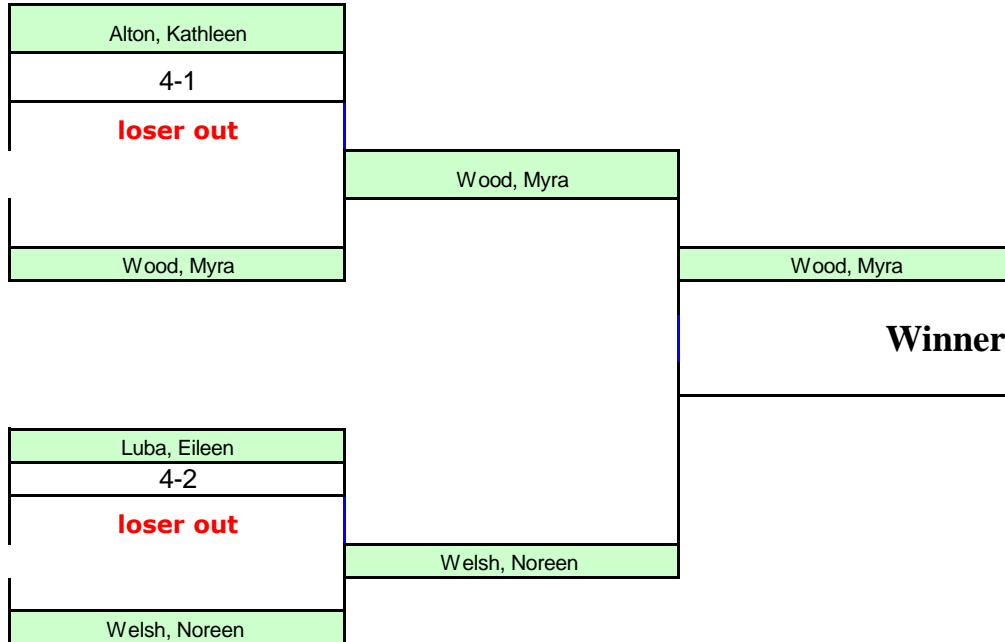 Alton, Kathleen
4-1
loser out
Wood, Myra
Wood, Myra
Wood, Myra
Winner
Luba, Eileen
4-2
loser out
Welsh, Noreen
Welsh, Noreen